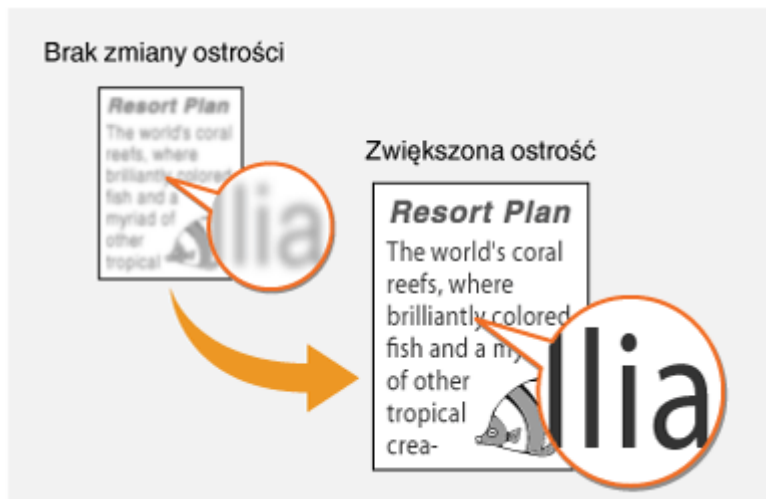 Brak zmiany ostrości
Resort Plan
The world's coral
reefs, where
brilliantly colored
fish and a
myriad of
other
tropical
llia
Zwiększona ostrość
Resort Plan
The world's coral
reefs, where
brilliantly colored
fish and a my
of other
tropical
crea-
llia